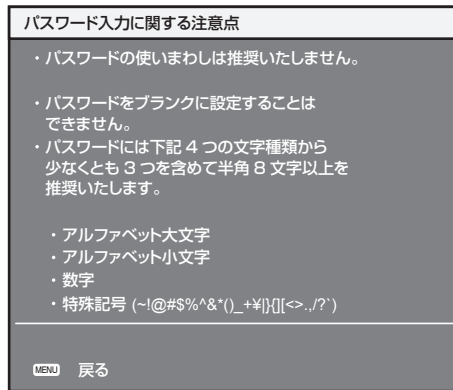 パスワード入力に関する注意点
・パスワードの使いまわしは推奨いたしません。
・パスワードをブランクに設定することは
できません。
・パスワードには下記 4 つの文字種類から
少なくとも 3 つを含めて半角 8 文字以上を
推奨いたします。
・アルファベット大文字
・アルファベット小文字
・数字
・特殊記号 (~!@#$%^&*()_+¥|}{][<>.,/?`)
MENU 戻る